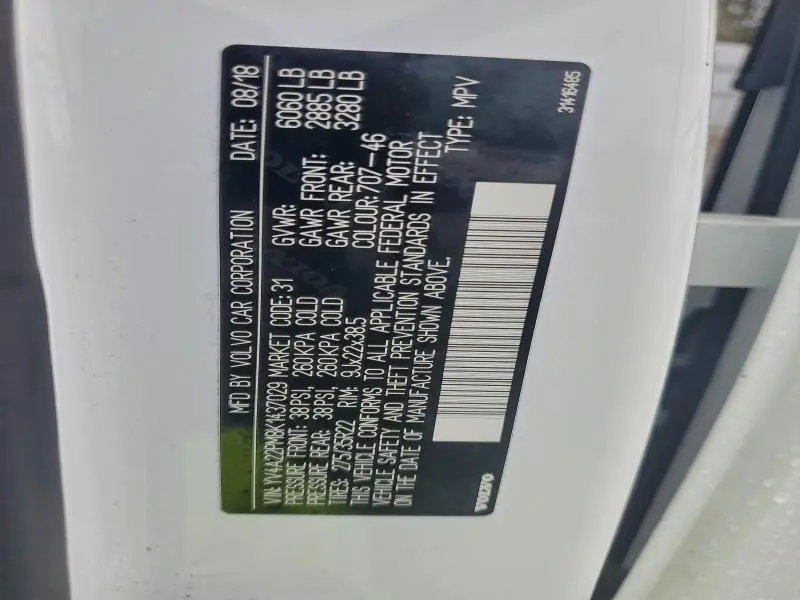 MFD BY VOLVO CAR CORPORATION DATE: 08/18
VIN: YV4A22PM8K1437029 MARKET CODE: 31 GVWR: 6060 LB
PRESSURE FRONT: 38PSI, 260KPA COLD GAWR FRONT: 2885 LB
PRESSURE REAR: 38PSI, 260KPA COLD GAWR REAR: 3280 LB
TIRES: 275/35R22 RIM: 9Jx22x38.5 COLOUR: 707-46
THIS VEHICLE CONFORMS TO ALL APPLICABLE FEDERAL MOTOR
VEHICLE SAFETY AND THEFT PREVENTION STANDARDS IN EFFECT
ON THE DATE OF MANUFACTURE SHOWN ABOVE. TYPE: MPV
VOLVO 31416485